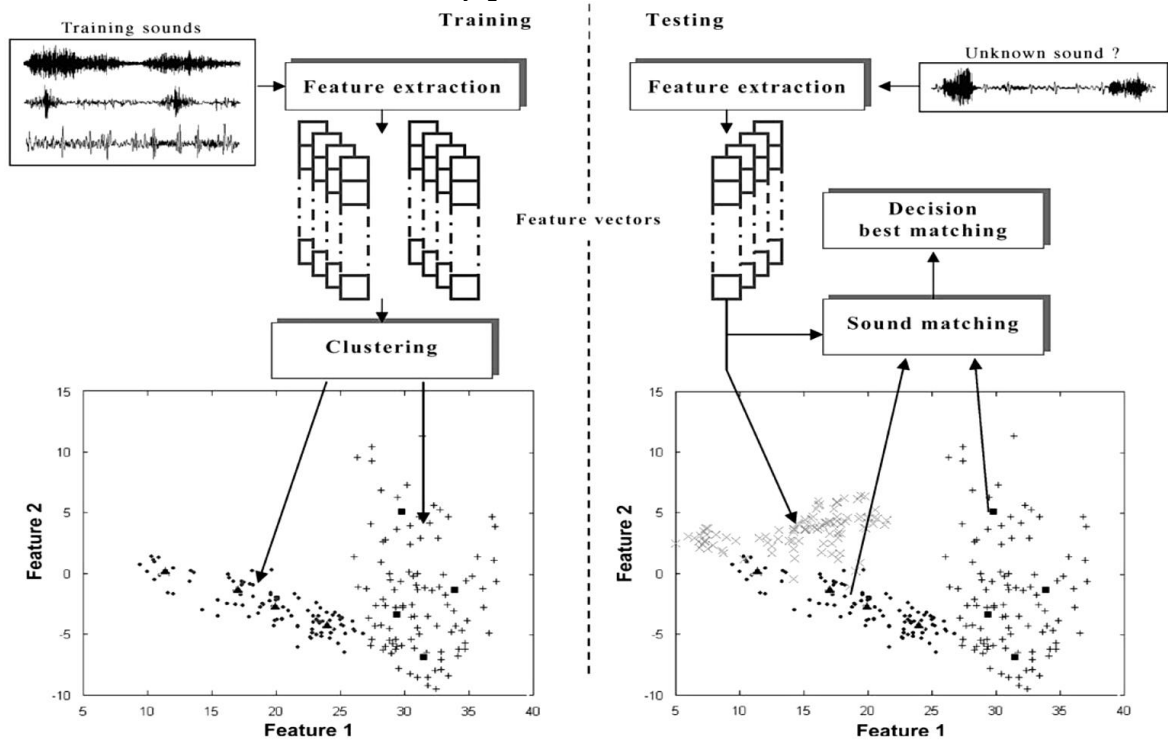 Training
Testing
Training sounds
Unknown sound ?
Feature extraction
Feature extraction
Feature vectors
Decision
best matching
Clustering
Sound matching
15
10
5
0
-5
-10
Feature 2
5
10
15
20
25
30
35
40
Feature 1
15
10
5
0
-5
-10
Feature 2
5
10
15
20
25
30
35
40
Feature 1